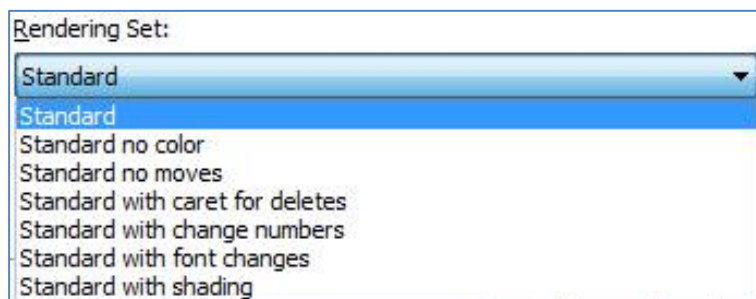 Rendering Set:
Standard
Standard
Standard no color
Standard no moves
Standard with caret for deletes
Standard with change numbers
Standard with font changes
Standard with shading